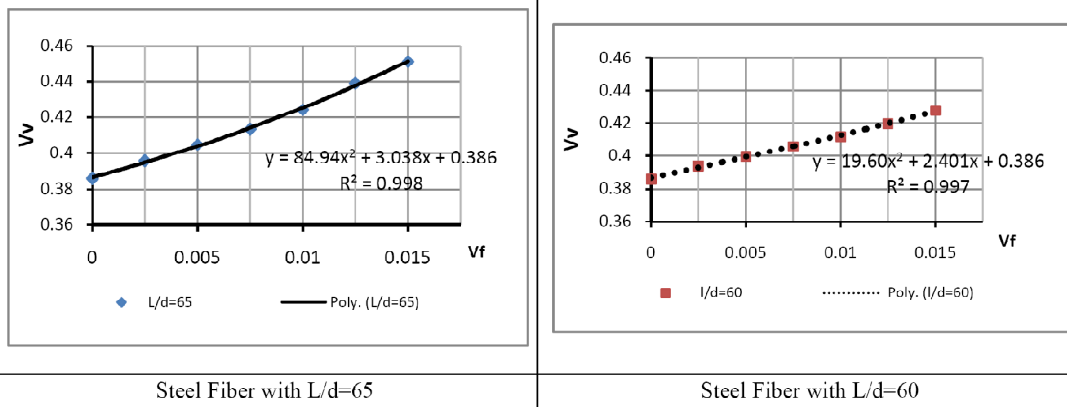 0.46
0.44
0.42
0.4
0.38
0.36
Vv
y = 84.94x² + 3.038x + 0.386
R² = 0.998
0
0.005
0.01
0.015
Vf
L/d=65
Poly. (L/d=65)
Steel Fiber with L/d=65
0.46
0.44
0.42
0.4
0.38
0.36
Vv
y = 19.60x² + 2.401x + 0.386
R² = 0.997
0
0.005
0.01
0.015
Vf
l/d=60
Poly. (l/d=60)
Steel Fiber with L/d=60